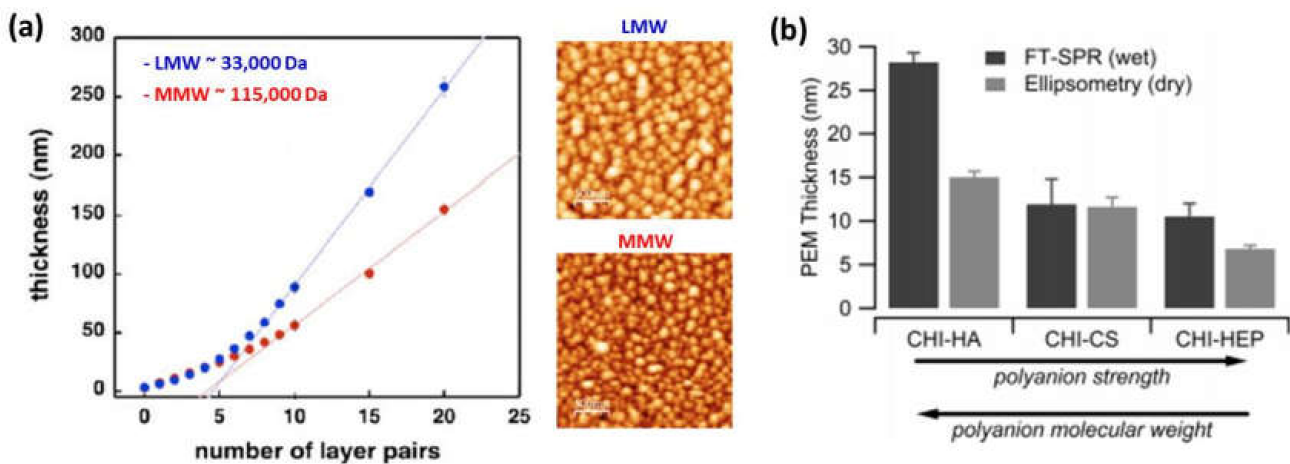 (a)
300
250
200
150
100
50
0
thickness (nm)
- LMW ~ 33,000 Da
- MMW ~ 115,000 Da
0 5 10 15 20 25
number of layer pairs
LMW
MMW
(b)
PEM Thickness (nm)
30
25
20
15
10
5
0
FT-SPR (wet)
Ellipsometry (dry)
CHI-HA CHI-CS CHI-HEP
polyanion strength
polyanion molecular weight